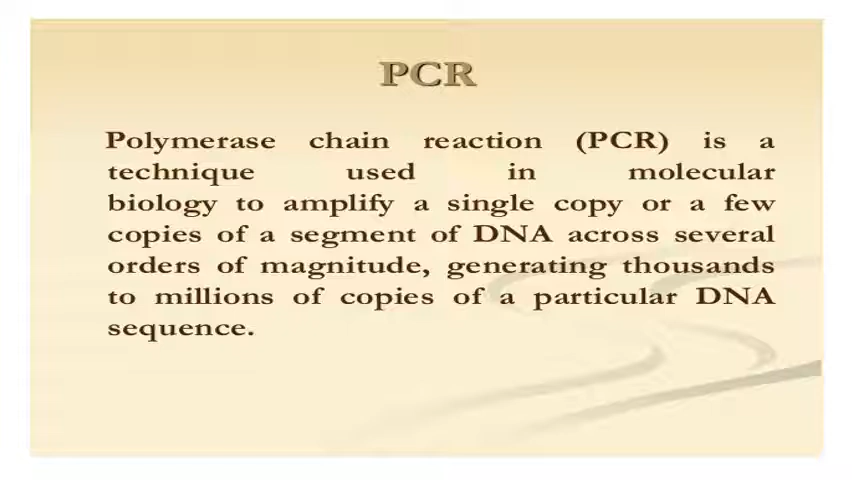 PCR
Polymerase chain reaction (PCR) is a
technique used in molecular
biology to amplify a single copy or a few
copies of a segment of DNA across several
orders of magnitude, generating thousands
to millions of copies of a particular DNA
sequence.